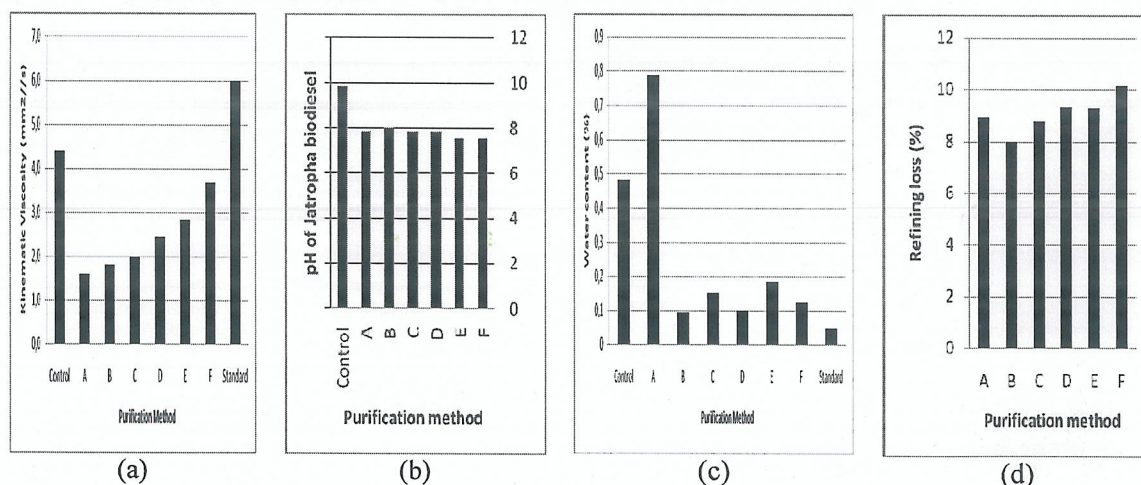 Kinematic Viscosity (mm2//s)
7,0
6,0
5,0
4,0
3,0
2,0
1,0
0,0
Control A B C D E F Standard
Purification Method
(a)
pH of Jatropha biodiesel
12
10
8
6
4
2
0
Control A B C D E F
Purification method
(b)
Water content (%)
0,9
0,8
0,7
0,6
0,5
0,4
0,3
0,2
0,1
0
Control A B C D E F Standard
Purification Method
(c)
Refining loss (%)
12
10
8
6
4
2
0
A B C D E F
Purification method
(d)